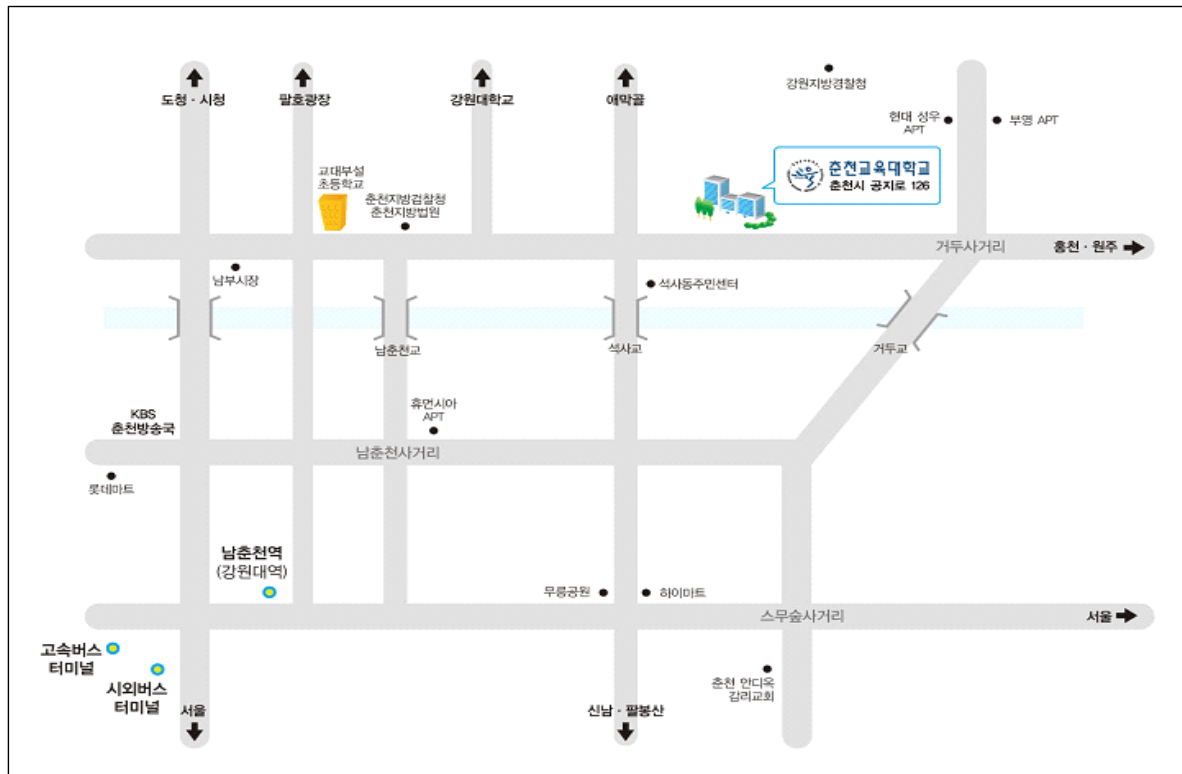 강원지방경찰청
도청 · 시청
팔호광장
강원대학교
애막골
현대 성우
APT
부영 APT
춘천교육대학교
춘천시 공지로 126
교대부설
초등학교
춘천지방검찰청
춘천지방법원
거두사거리
홍천 · 원주
남부시장
석사동주민센터
남춘천교
석사교
거두교
휴먼시아
APT
KBS
춘천방송국
남춘천사거리
롯데마트
남춘천역
(강원대역)
무릉공원
하이마트
스무숲사거리
서울
고속버스
터미널
시외버스
터미널
서울
신남 · 팔봉산
춘천 안디옥
감리교회